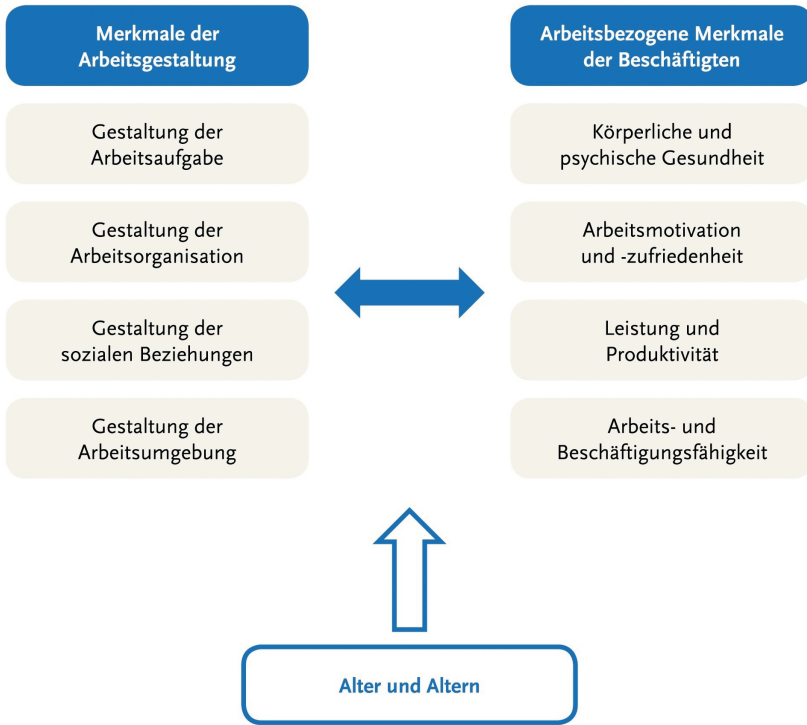 Merkmale der
Arbeitsgestaltung
Gestaltung der
Arbeitsaufgabe
Gestaltung der
Arbeitsorganisation
Gestaltung der
sozialen Beziehungen
Gestaltung der
Arbeitsumgebung
Arbeitsbezogene Merkmale
der Beschäftigten
Körperliche und
psychische Gesundheit
Arbeitsmotivation
und -zufriedenheit
Leistung und
Produktivität
Arbeits- und
Beschäftigungsfähigkeit
Alter und Altern